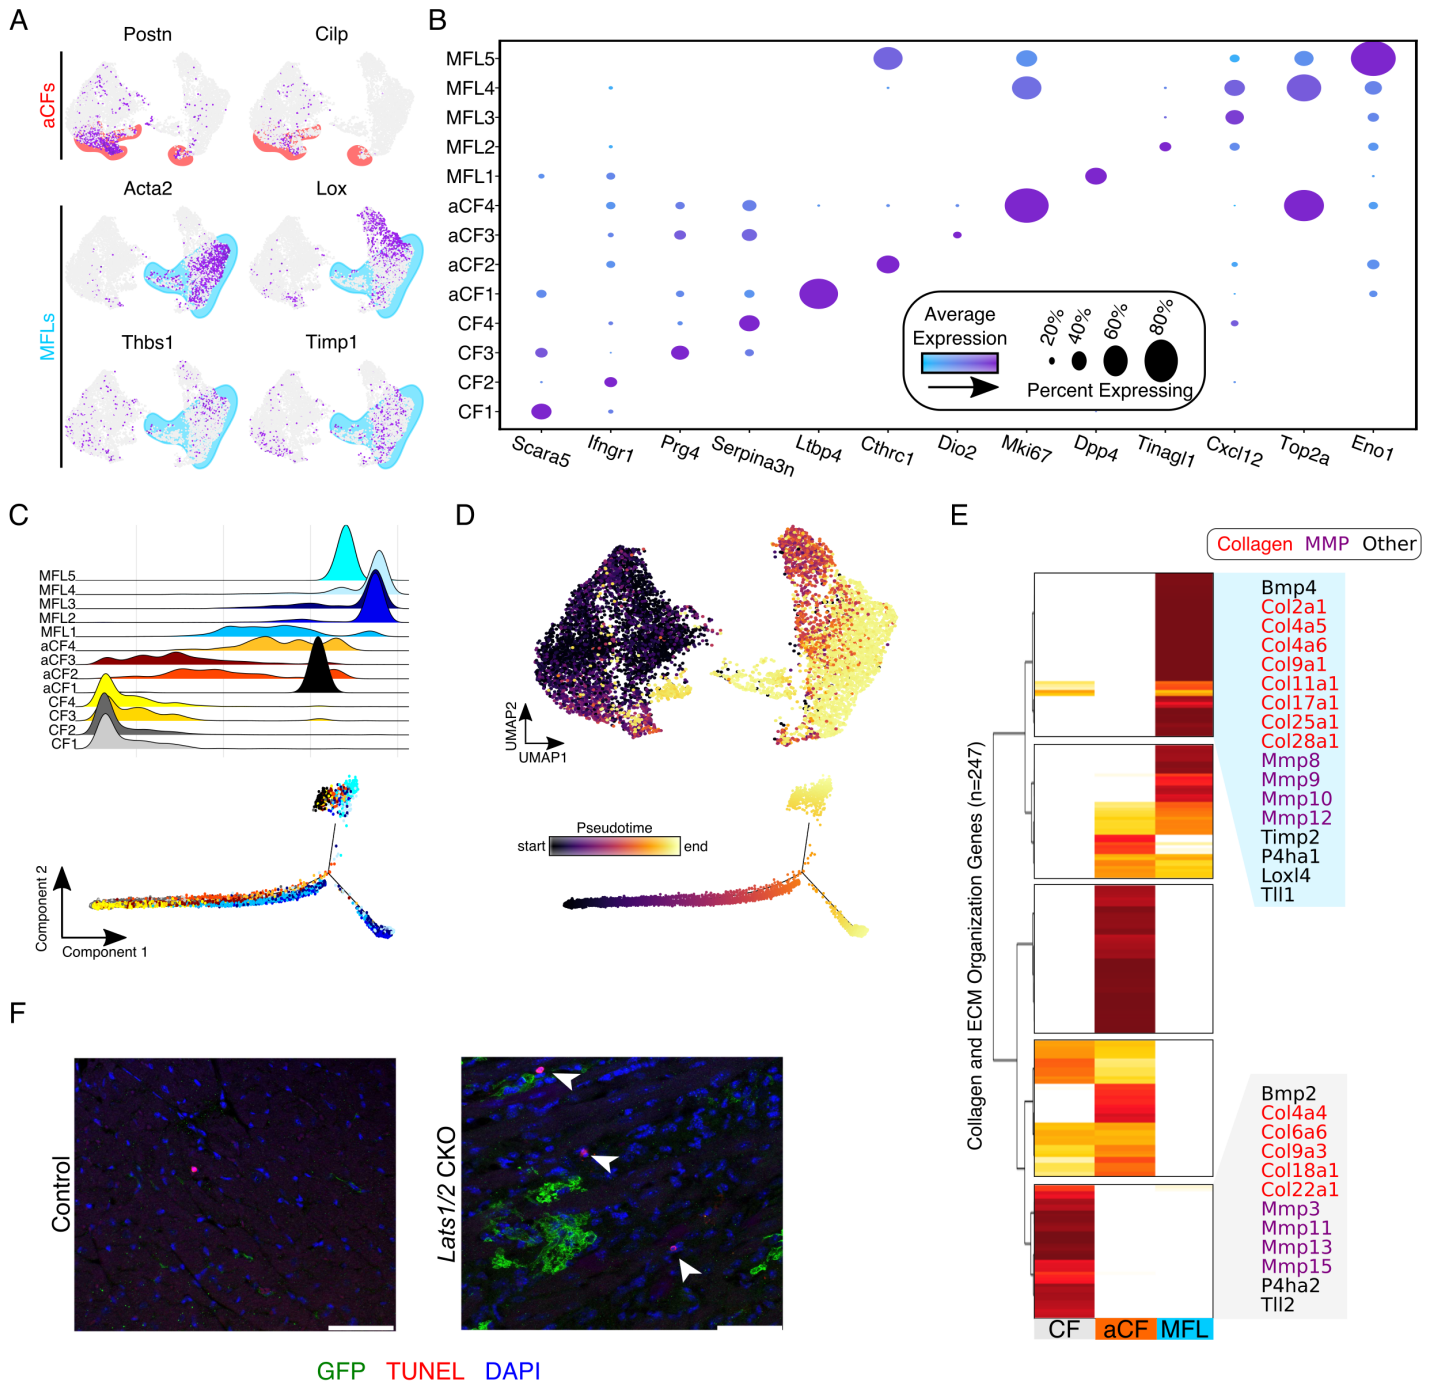 A
Postn
Cilp
aCFs
Acta2
Lox
MFLs
Thbs1
Timp1
B
MFL5
MFL4
MFL3
MFL2
MFL1
aCF4
aCF3
aCF2
aCF1
CF4
CF3
CF2
CF1
Average
Expression
20%
40%
60%
80%
Percent Expressing
Scara5
Ifngr1
Prg4
Serpina3n
Ltbp4
Cthrc1
Dio2
Mki67
Dpp4
Tinagl1
Cxcl12
Top2a
Eno1
C
MFL5
MFL4
MFL3
MFL2
MFL1
aCF4
aCF3
aCF2
aCF1
CF4
CF3
CF2
CF1
Component 2
Component 1
D
UMAP2
UMAP1
Pseudotime
start
end
E
Collagen MMP Other
Collagen and ECM Organization Genes (n=247)
Bmp4
Col2a1
Col4a5
Col4a6
Col9a1
Col11a1
Col17a1
Col25a1
Col28a1
Mmp8
Mmp9
Mmp10
Mmp12
Timp2
P4ha1
Loxl4
Tll1
Bmp2
Col4a4
Col6a6
Col9a3
Col18a1
Col22a1
Mmp3
Mmp11
Mmp13
Mmp15
P4ha2
Tll2
CF
aCF
MFL
F
Control
Lats1/2 CKO
GFP TUNEL DAPI